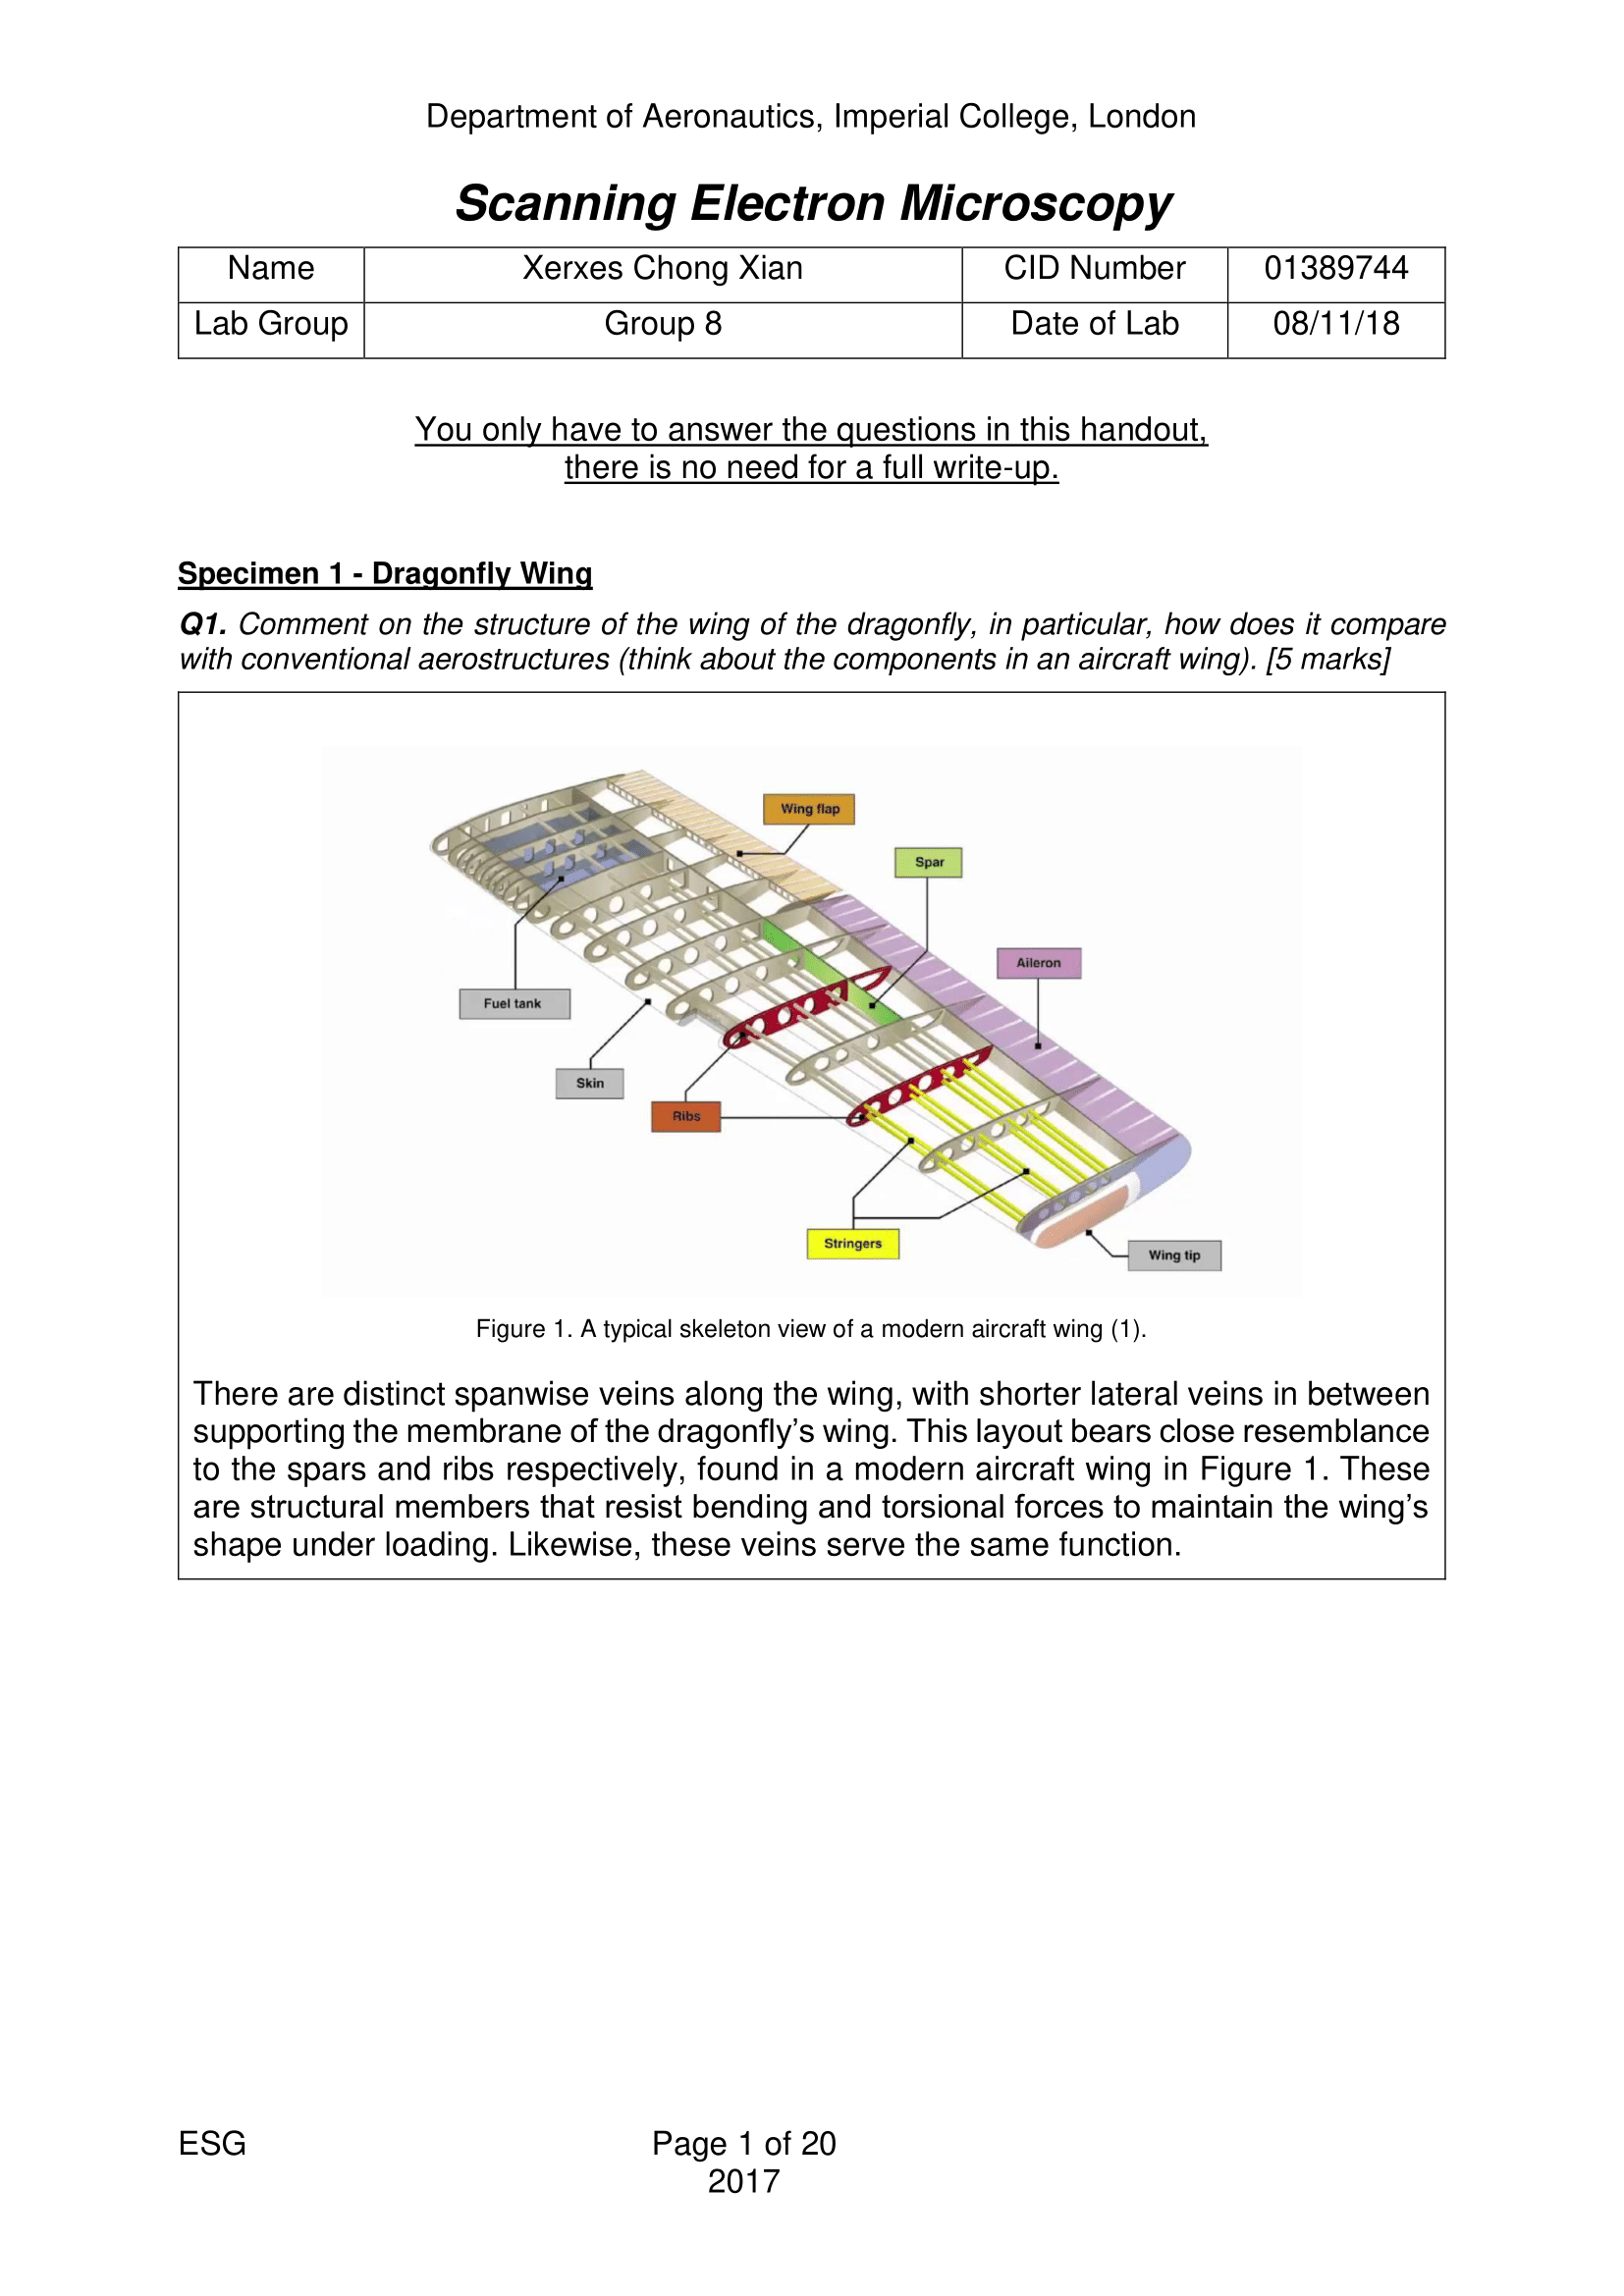 Department of Aeronautics, Imperial College, London
Scanning Electron Microscopy
Name Xerxes Chong Xian CID Number 01389744
Lab Group Group 8 Date of Lab 08/11/18
You only have to answer the questions in this handout,
there is no need for a full write-up.
Specimen 1 - Dragonfly Wing
Q1. Comment on the structure of the wing of the dragonfly, in particular, how does it compare
with conventional aerostructures (think about the components in an aircraft wing). [5 marks]
Wing flap
Spar
Aileron
Fuel tank
Skin
Ribs
Stringers
Wing tip
Figure 1. A typical skeleton view of a modern aircraft wing (1).
There are distinct spanwise veins along the wing, with shorter lateral veins in between
supporting the membrane of the dragonfly’s wing. This layout bears close resemblance
to the spars and ribs respectively, found in a modern aircraft wing in Figure 1. These
are structural members that resist bending and torsional forces to maintain the wing’s
shape under loading. Likewise, these veins serve the same function.
ESG Page 1 of 20
2017